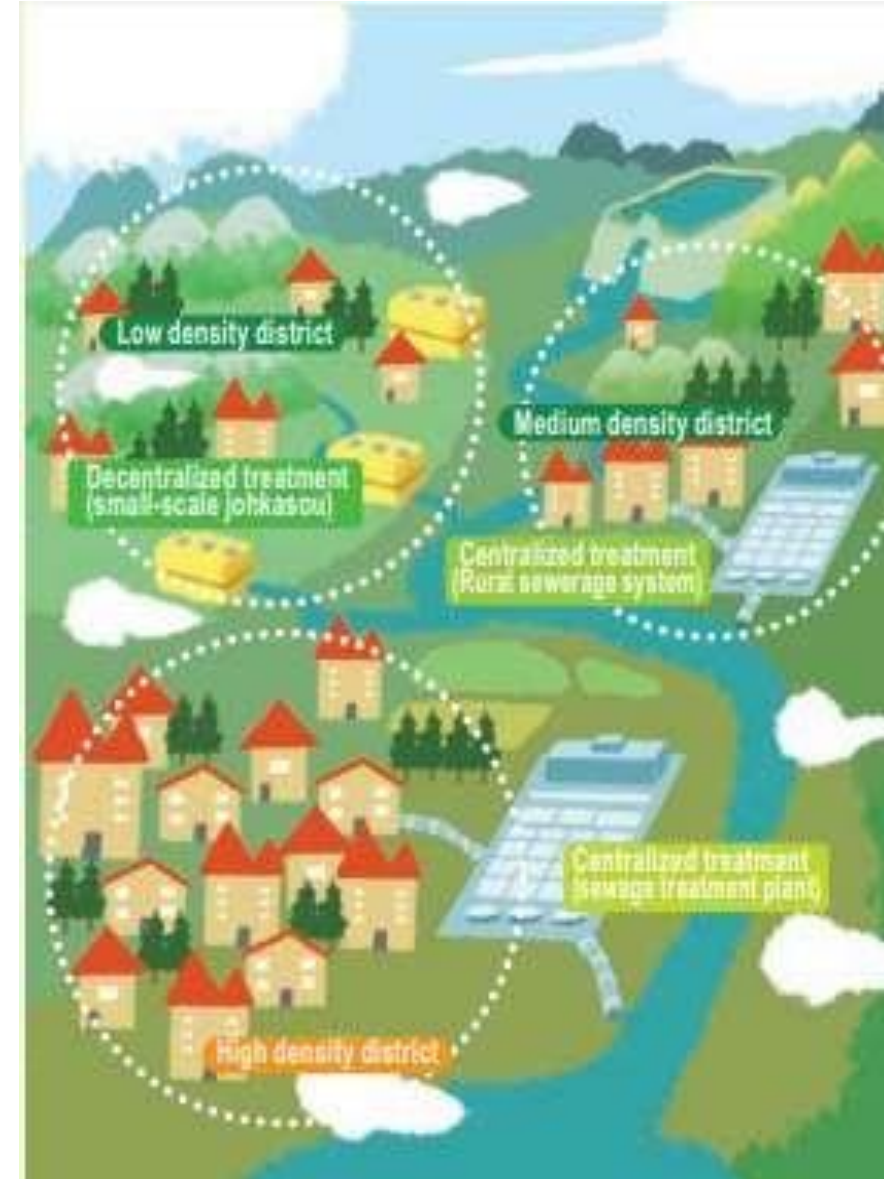 Low density district
Decentralized treatment
(small-scale johkasou)
Medium density district
Centralized treatment
(Rural sewerage system)
Centralized treatment
(sewage treatment plant)
High density district